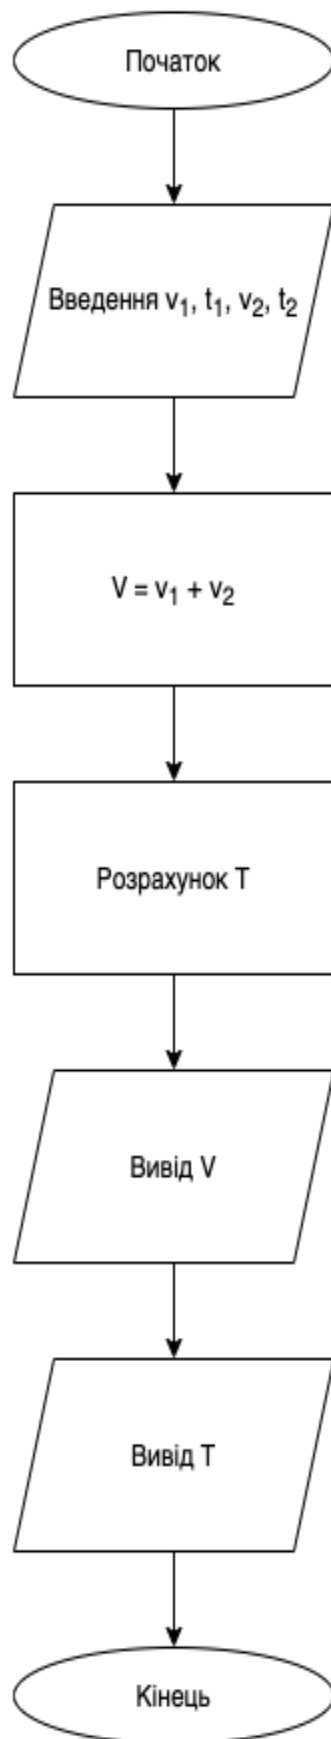 Початок
Введення v₁, t₁, v₂, t₂
V = v₁ + v₂
Розрахунок T
Вивід V
Вивід T
Кінець